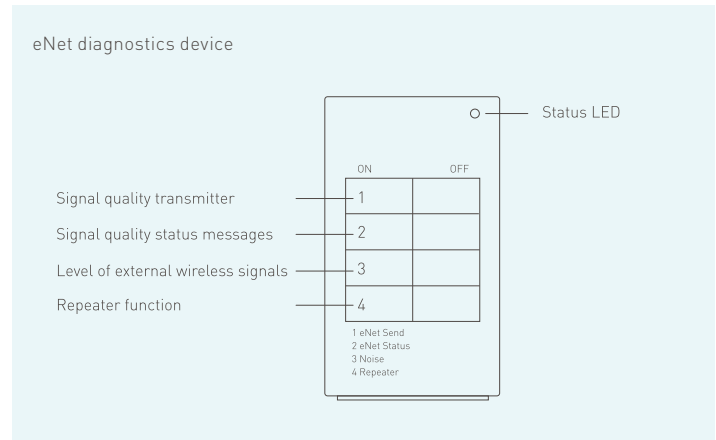 eNet diagnostics device
Status LED
ON OFF
Signal quality transmitter 1
Signal quality status messages 2
Level of external wireless signals 3
Repeater function 4
1 eNet Send
2 eNet Status
3 Noise
4 Repeater